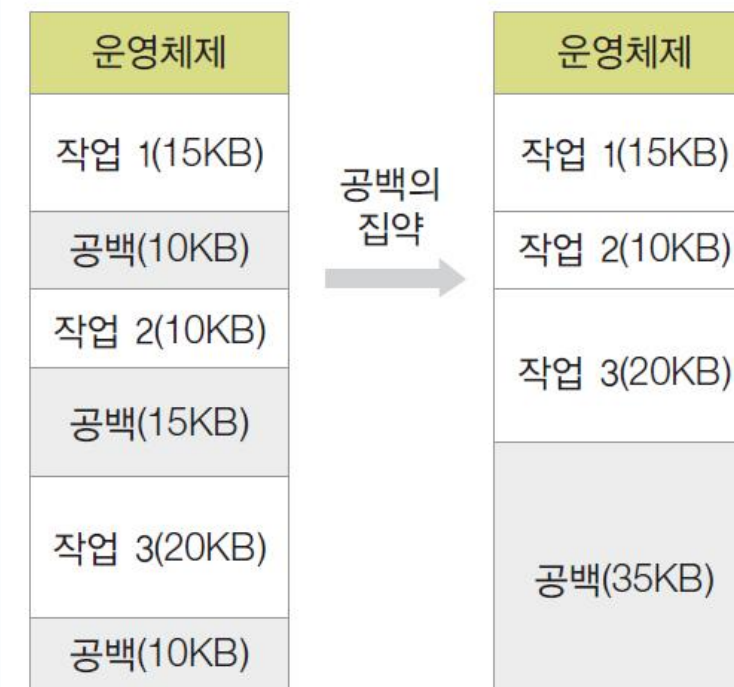 운영체제
작업 1(15KB)
공백(10KB)
작업 2(10KB)
공백(15KB)
작업 3(20KB)
공백(10KB)
공백의
집약
운영체제
작업 1(15KB)
작업 2(10KB)
작업 3(20KB)
공백(35KB)